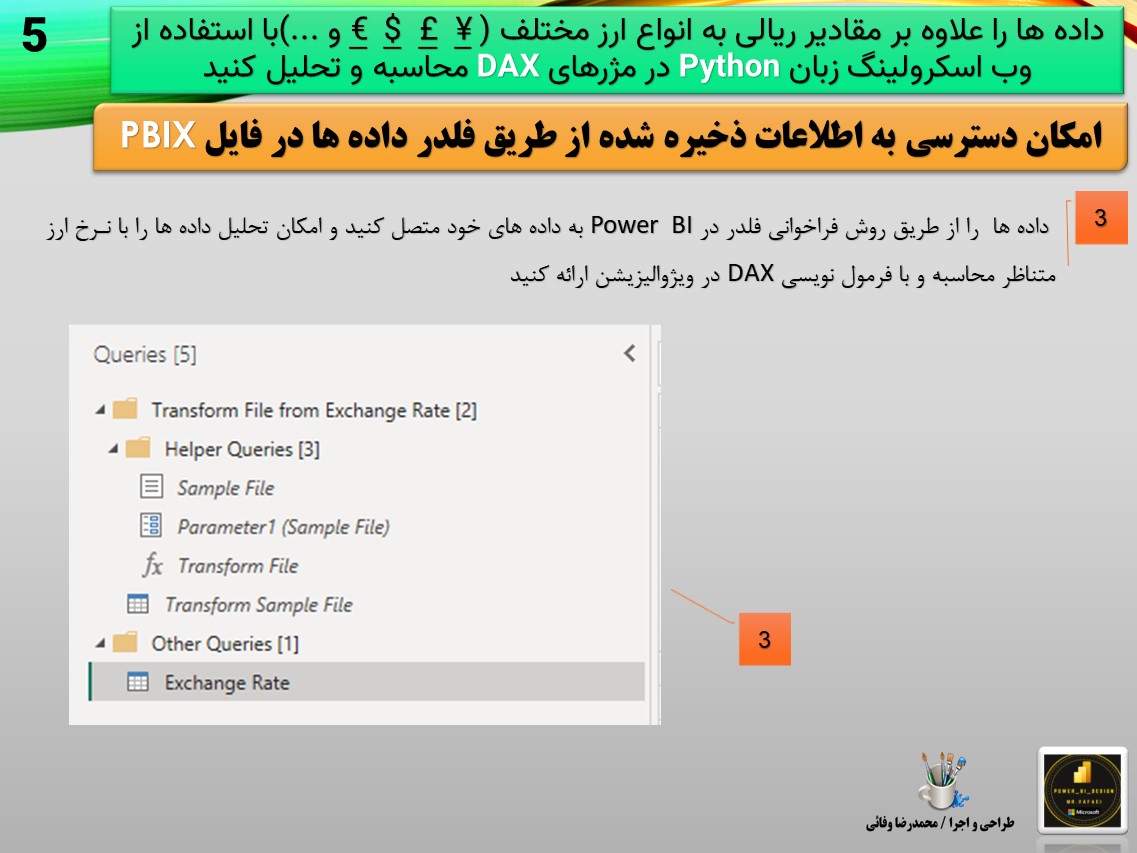 5
داده ها را علاوه بر مقادیر ریالی به انواع ارز مختلف (¥ £ $ € و ...)با استفاده از
وب اسکرولینگ زبان Python در مژرهای DAX محاسبه و تحلیل کنید
امکان دسترسی به اطلاعات ذخیره شده از طریق فلدر داده ها در فایل PBIX
3
داده ها را از طریق روش فراخوانی فلدر در Power BI به داده های خود متصل کنید و امکان تحلیل داده ها را با نـرخ ارز
متناظر محاسبه و با فرمول نویسی DAX در ویژوالیزیشن ارائه کنید
Queries [5]
Transform File from Exchange Rate [2]
Helper Queries [3]
Sample File
Parameter1 (Sample File)
fx Transform File
Transform Sample File
Other Queries [1]
Exchange Rate
3
طراحی و اجرا / محمدرضا وفائی
POWER_BI_DESIGN
MR.VAFAEI
Microsoft